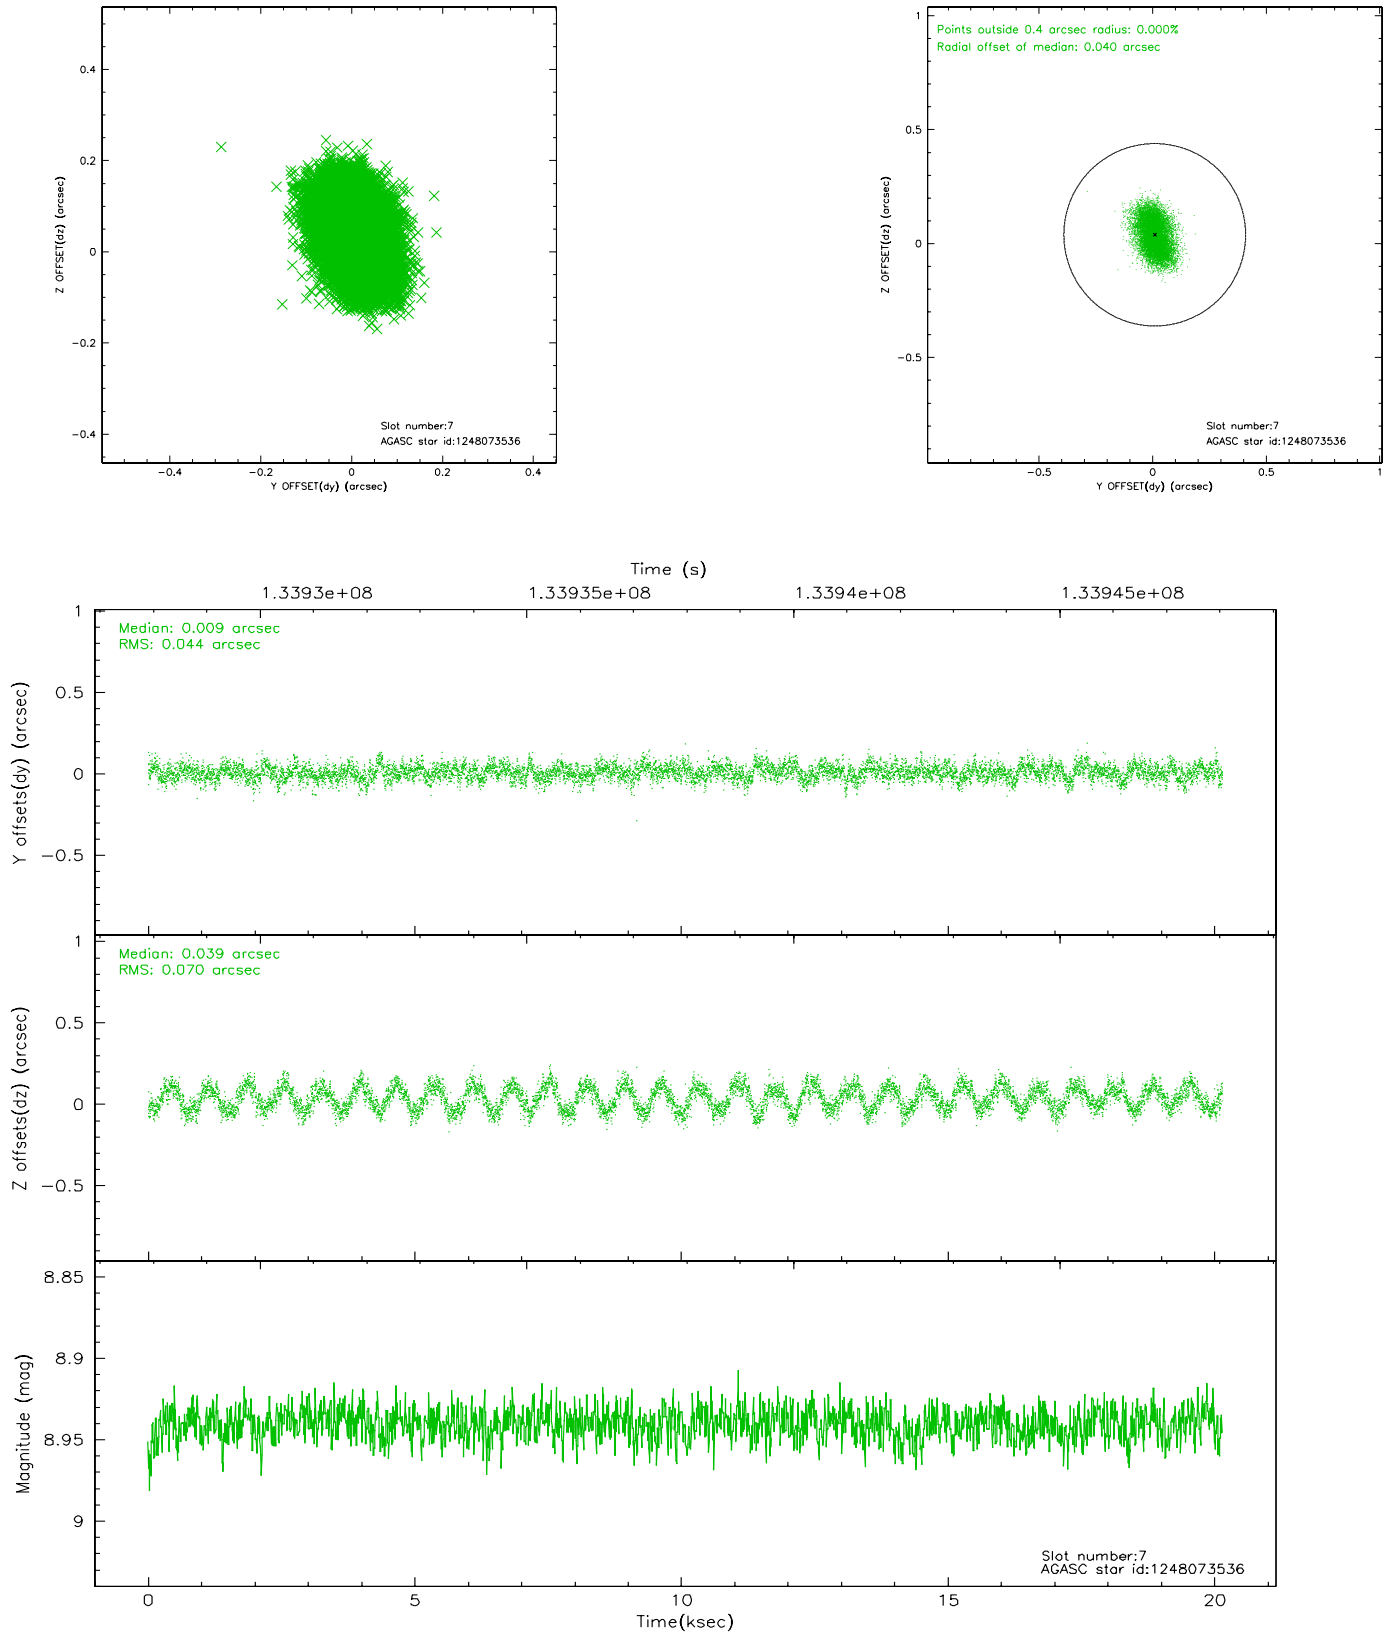 0.4
0.2
0
−0.2
−0.4
Z OFFSET(dz) (arcsec)
Slot number:7
AGASC star id:1248073536
−0.4 −0.2 0 0.2 0.4
Y OFFSET(dy) (arcsec)
Points outside 0.4 arcsec radius: 0.000%
Radial offset of median: 0.040 arcsec
1
0.5
0
−0.5
Z OFFSET(dz) (arcsec)
Slot number:7
AGASC star id:1248073536
−0.5 0 0.5 1
Y OFFSET(dy) (arcsec)
Time (s)
1.3393e+08 1.33935e+08 1.3394e+08 1.33945e+08
Median: 0.009 arcsec
RMS: 0.044 arcsec
1
0.5
0
−0.5
Y offsets(dy) (arcsec)
Median: 0.039 arcsec
RMS: 0.070 arcsec
1
0.5
0
−0.5
Z offsets(dz) (arcsec)
8.85
8.9
8.95
9
Magnitude (mag)
Slot number:7
AGASC star id:1248073536
0 5 10 15 20
Time(ksec)